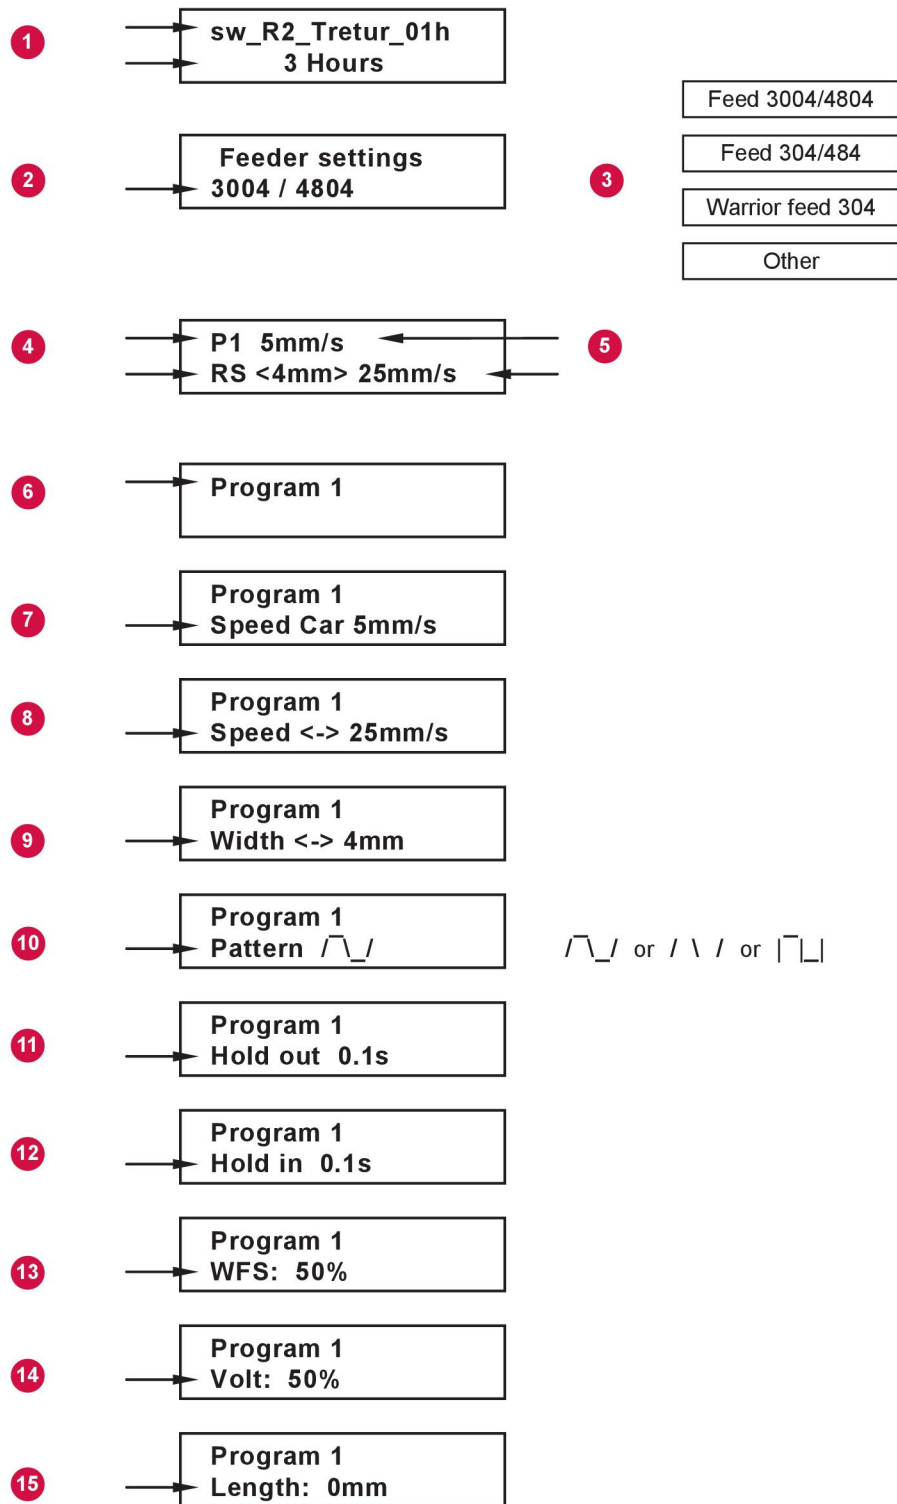 1
sw_R2_Tretur_01h
3 Hours
2
Feeder settings
3004 / 4804
3
Feed 3004/4804
Feed 304/484
Warrior feed 304
Other
4
P1 5mm/s
RS <4mm> 25mm/s
5
6
Program 1
7
Program 1
Speed Car 5mm/s
8
Program 1
Speed <-> 25mm/s
9
Program 1
Width <-> 4mm
10
Program 1
Pattern /‾\_/
/‾\_/ or / \ / or |‾|_|
11
Program 1
Hold out 0.1s
12
Program 1
Hold in 0.1s
13
Program 1
WFS: 50%
14
Program 1
Volt: 50%
15
Program 1
Length: 0mm